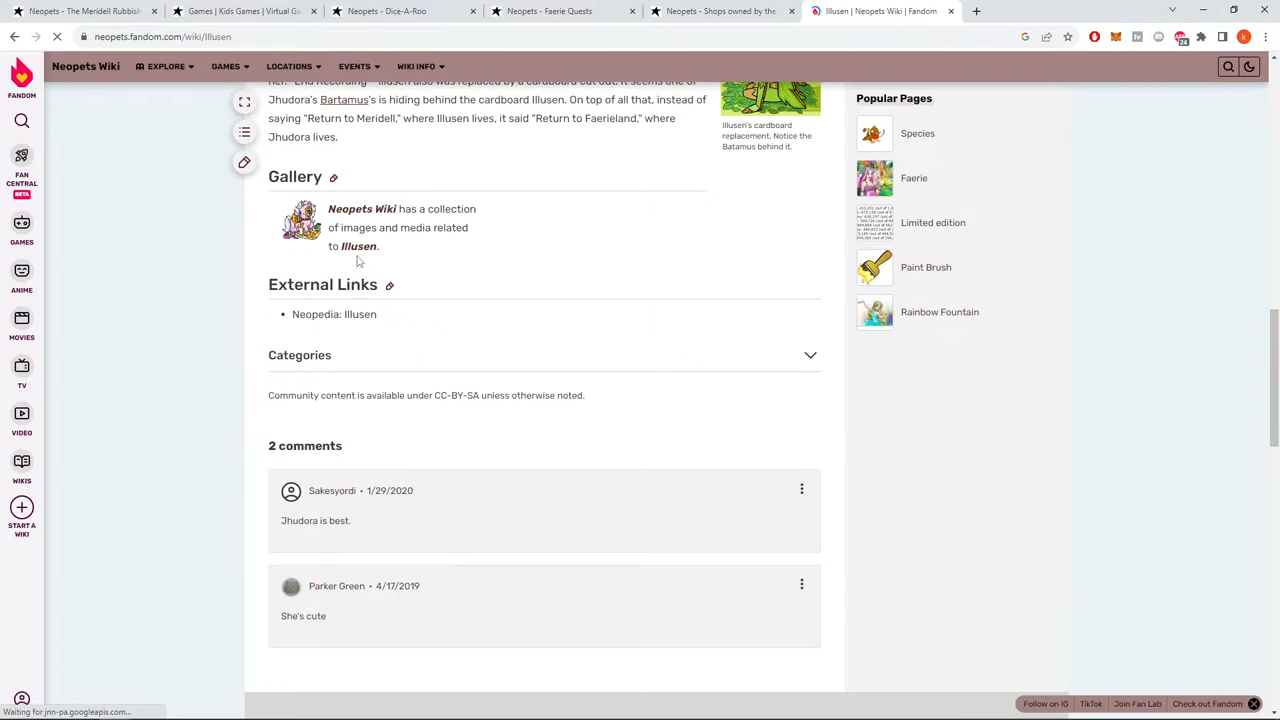 Neopets - The Meridell Rubbish
Games | Kids Games | Virtual Ga
Neopets - Dice-A-Roo
Neopets - Faerie Quests
Neopets - Shops owned by the
Illusen | Neopets Wiki | Fandom
neopets.fandom.com/wiki/Illusen
24
k
FANDOM
FAN CENTRAL
BETA
GAMES
ANIME
MOVIES
TV
VIDEO
WIKIS
START A WIKI
Neopets Wiki
EXPLORE
GAMES
LOCATIONS
EVENTS
WIKI INFO
Jhudora's Bartamus's is hiding behind the cardboard Illusen. On top of all that, instead of
saying "Return to Meridell," where Illusen lives, it said "Return to Faerieland," where
Jhudora lives.
Illusen's cardboard
replacement. Notice the
Batamus behind it.
Gallery
Neopets Wiki has a collection
of images and media related
to Illusen.
External Links
• Neopedia: Illusen
Categories
Community content is available under CC-BY-SA unless otherwise noted.
2 comments
Sakesyordi • 1/29/2020
Jhudora is best.
Parker Green • 4/17/2019
She's cute
Popular Pages
Species
Faerie
Limited edition
Paint Brush
Rainbow Fountain
Waiting for jnn-pa.googleapis.com...
Follow on IG
TikTok
Join Fan Lab
Check out Fandom